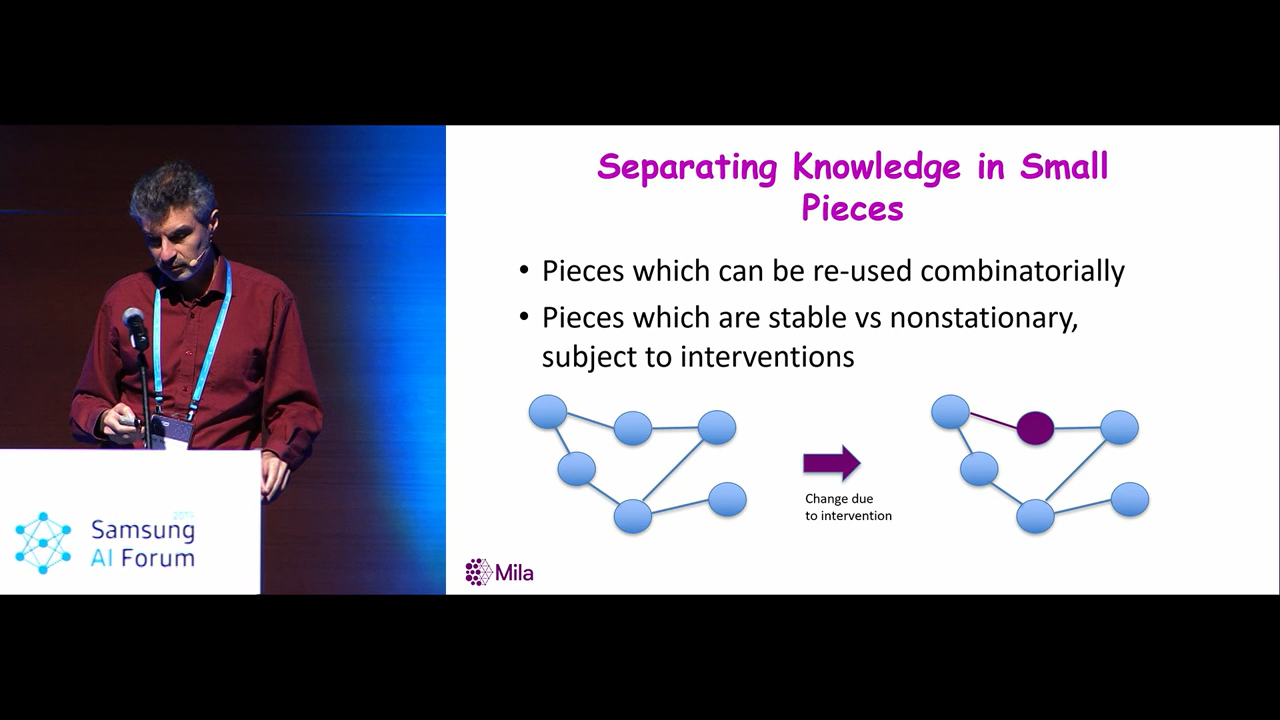 Separating Knowledge in Small
Pieces
• Pieces which can be re-used combinatorially
• Pieces which are stable vs nonstationary,
subject to interventions
Change due
to intervention
Mila
2019
Samsung
AI Forum